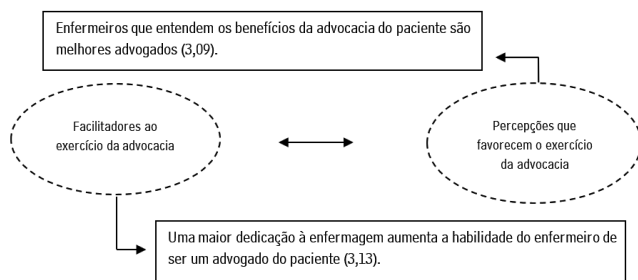 Enfermeiros que entendem os benefícios da advocacia do paciente são
melhores advogados (3,09).
Facilitadores ao
exercício da advocacia
Percepções que
favorecem o exercício
da advocacia
Uma maior dedicação à enfermagem aumenta a habilidade do enfermeiro de
ser um advogado do paciente (3,13).